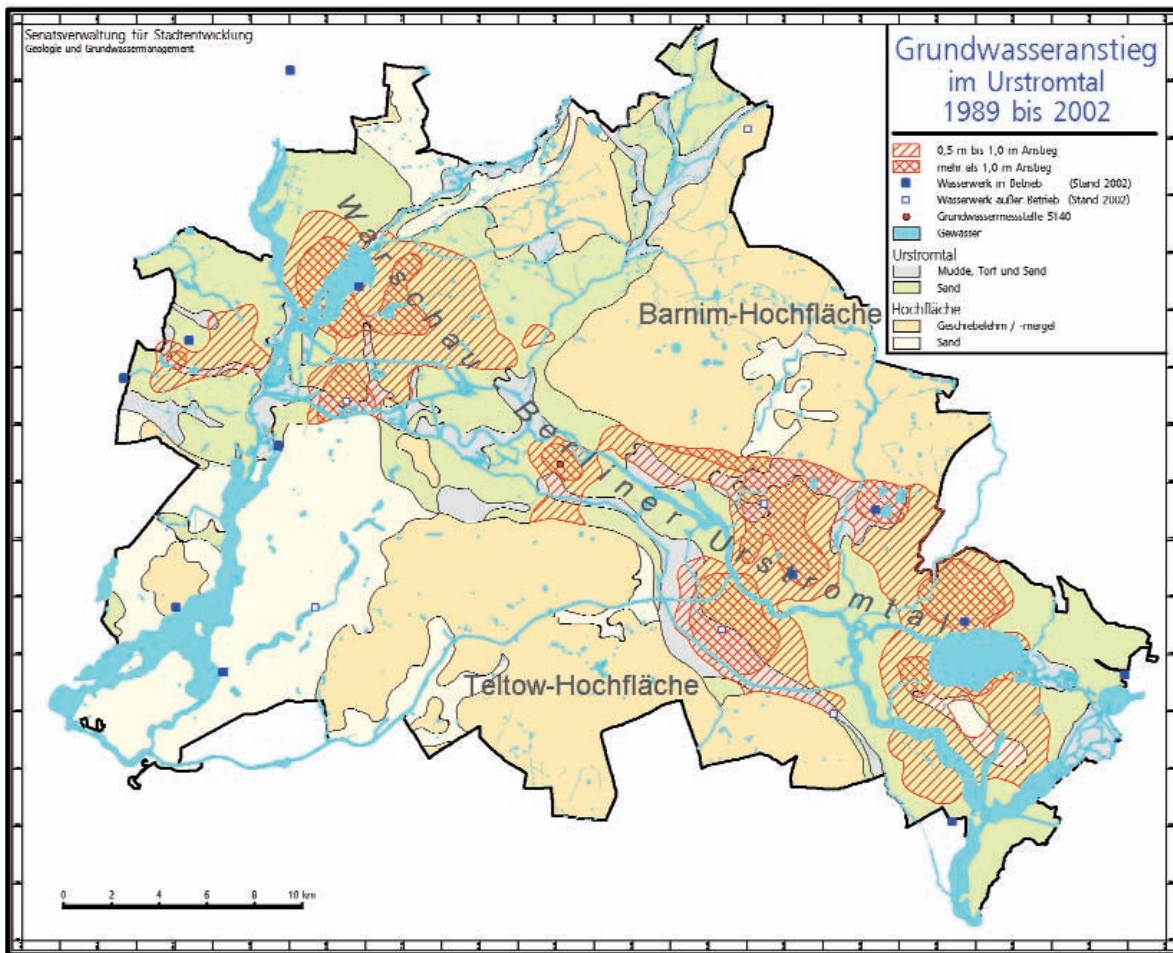 Senatsverwaltung für Stadtentwicklung
Geologie und Grundwassermanagement
Grundwasseranstieg
im Urstromtal
1989 bis 2002
0,5 m bis 1,0 m Anstieg
mehr als 1,0 m Anstieg
Wasserwerk in Betrieb (Stand 2002)
Wasserwerk außer Betrieb (Stand 2002)
Grundwassermessstelle 5140
Gewässer
Urstromtal
Mudde, Torf und Sand
Sand
Hochfläche
Geschiebelehm / -mergel
Sand
Warschau - Berliner Urstromtal
Barnim-Hochfläche
Teltow-Hochfläche
0 2 4 6 8 10 km